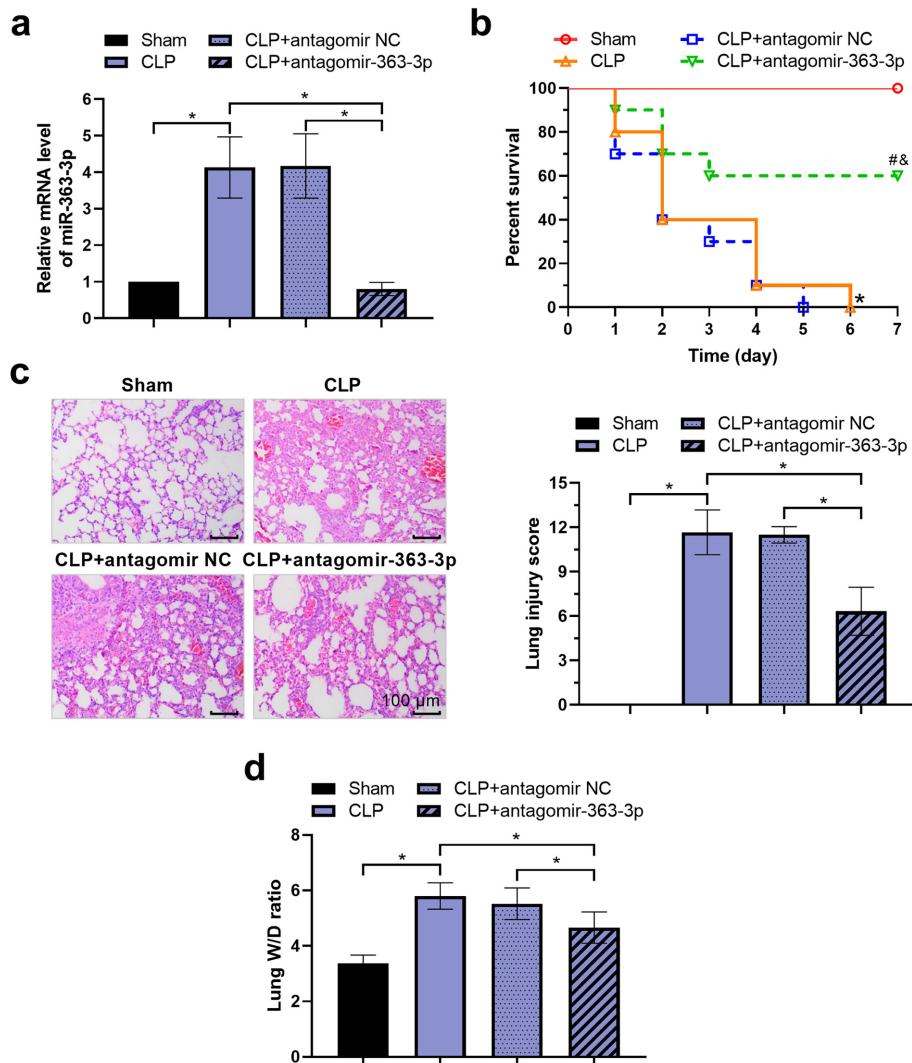 a
Sham
CLP+antagomir NC
CLP
CLP+antagomir-363-3p
Relative mRNA level
of miR-363-3p
6
5
4
3
2
1
0
*
*
*
b
Sham
CLP+antagomir NC
CLP
CLP+antagomir-363-3p
Percent survival
100
80
60
40
20
0
#&
*
0 1 2 3 4 5 6 7
Time (day)
c
Sham
CLP
CLP+antagomir NC
CLP+antagomir-363-3p
100 μm
Sham
CLP+antagomir NC
CLP
CLP+antagomir-363-3p
Lung injury score
15
12
9
6
3
0
*
*
*
d
Sham
CLP+antagomir NC
CLP
CLP+antagomir-363-3p
Lung W/D ratio
8
6
4
2
0
*
*
*